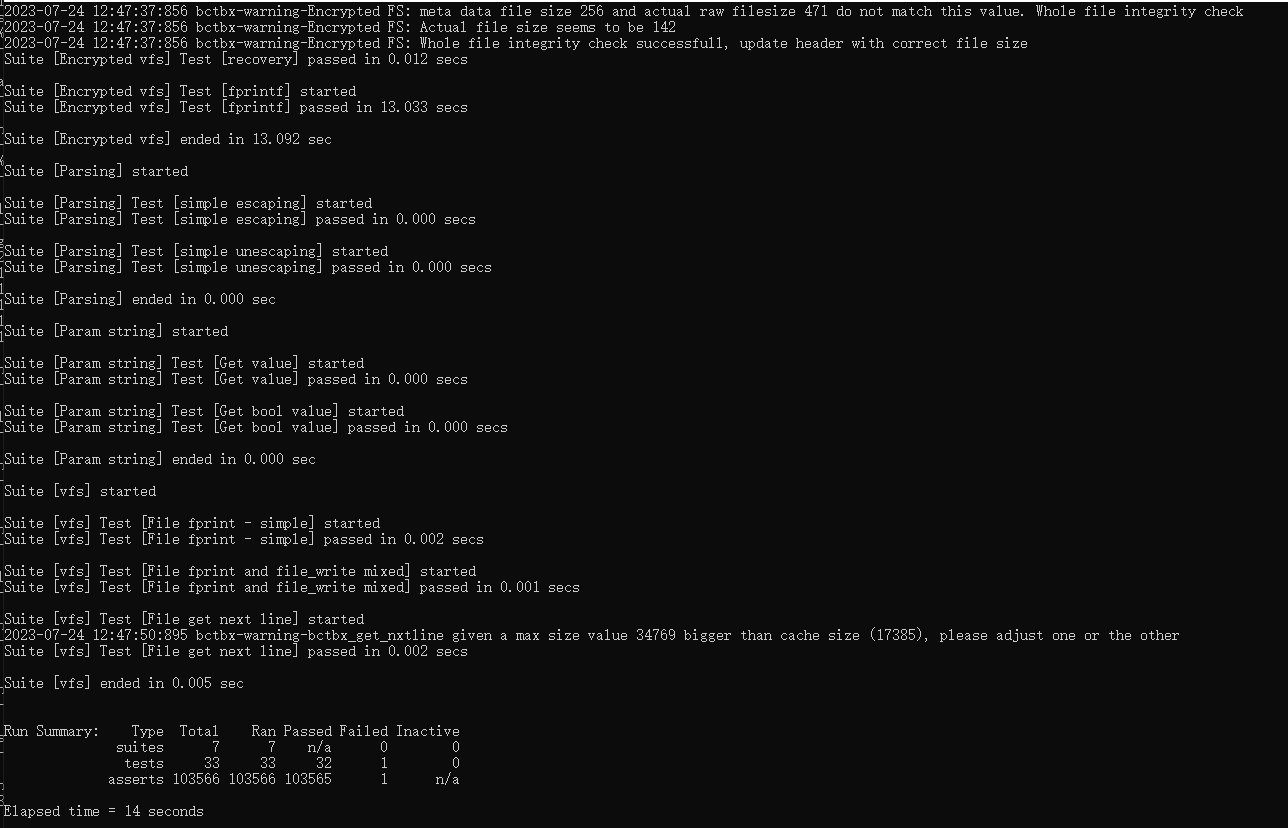 2023-07-24 12:47:37:856 bctbx-warning-Encrypted FS: meta data file size 256 and actual raw filesize 471 do not match this value. Whole file integrity check
2023-07-24 12:47:37:856 bctbx-warning-Encrypted FS: Actual file size seems to be 142
2023-07-24 12:47:37:856 bctbx-warning-Encrypted FS: Whole file integrity check successfull, update header with correct file size
Suite [Encrypted vfs] Test [recovery] passed in 0.012 secs
Suite [Encrypted vfs] Test [fprintf] started
Suite [Encrypted vfs] Test [fprintf] passed in 13.033 secs
Suite [Encrypted vfs] ended in 13.092 sec
Suite [Parsing] started
Suite [Parsing] Test [simple escaping] started
Suite [Parsing] Test [simple escaping] passed in 0.000 secs
Suite [Parsing] Test [simple unescaping] started
Suite [Parsing] Test [simple unescaping] passed in 0.000 secs
Suite [Parsing] ended in 0.000 sec
Suite [Param string] started
Suite [Param string] Test [Get value] started
Suite [Param string] Test [Get value] passed in 0.000 secs
Suite [Param string] Test [Get bool value] started
Suite [Param string] Test [Get bool value] passed in 0.000 secs
Suite [Param string] ended in 0.000 sec
Suite [vfs] started
Suite [vfs] Test [File fprint - simple] started
Suite [vfs] Test [File fprint - simple] passed in 0.002 secs
Suite [vfs] Test [File fprint and file_write mixed] started
Suite [vfs] Test [File fprint and file_write mixed] passed in 0.001 secs
Suite [vfs] Test [File get next line] started
2023-07-24 12:47:50:895 bctbx-warning-bctbx_get_nxtline given a max size value 34769 bigger than cache size (17385), please adjust one or the other
Suite [vfs] Test [File get next line] passed in 0.002 secs
Suite [vfs] ended in 0.005 sec
Run Summary: Type Total Ran Passed Failed Inactive
suites 7 7 n/a 0 0
tests 33 33 32 1 0
asserts 103566 103566 103565 1 n/a
Elapsed time = 14 seconds